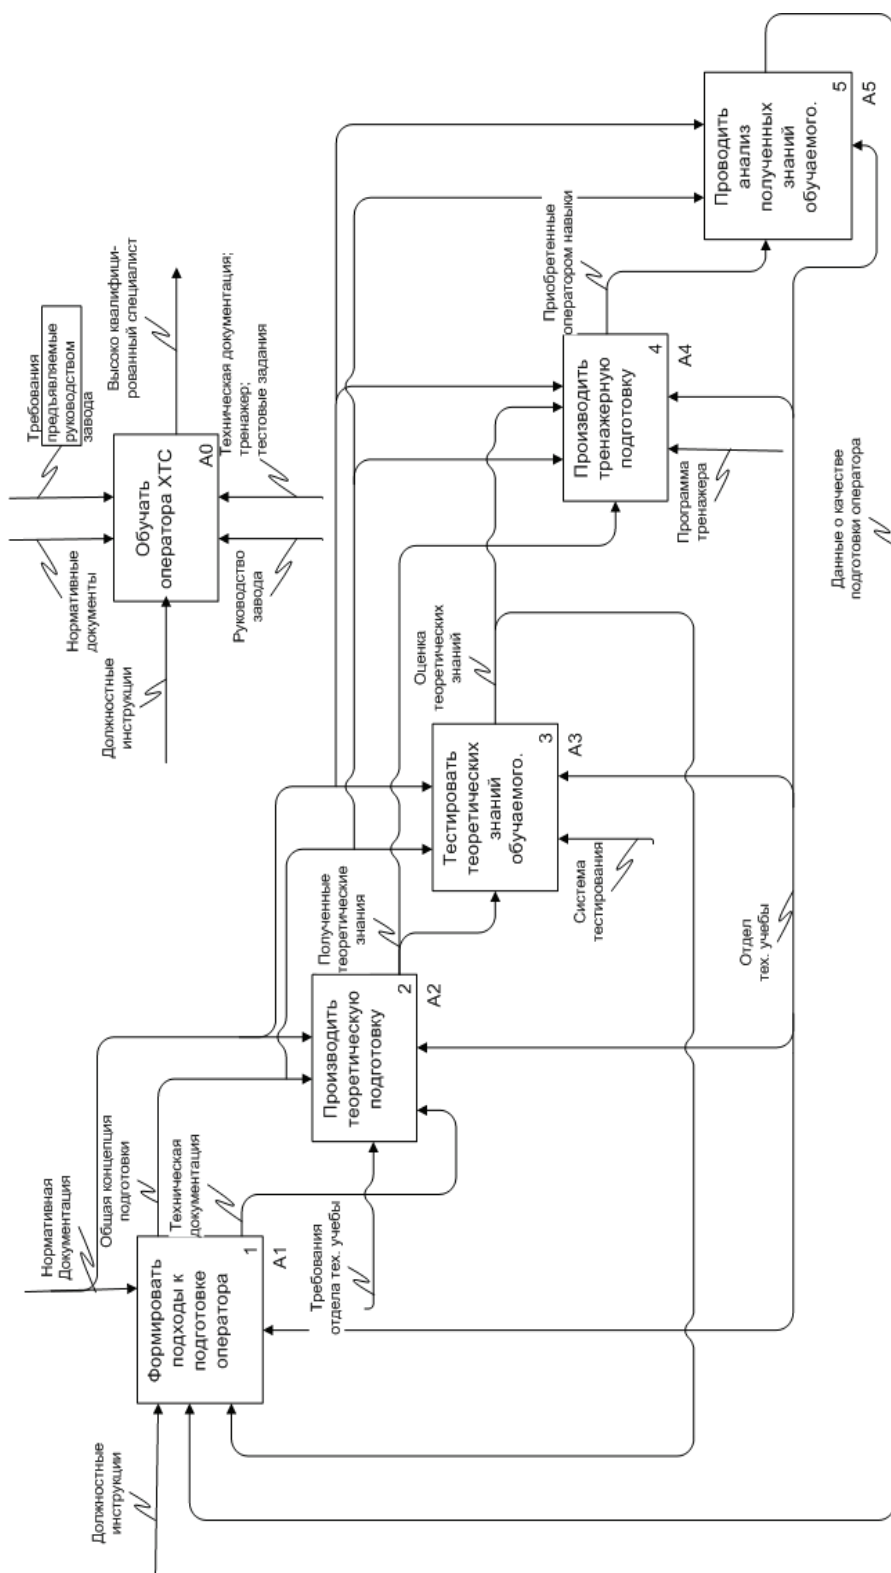 Требования
предъявляемые
руководством
завода
Нормативные
документы
Должностные
инструкции
Обучать
оператора ХТС
A0
Высоко квалифици-
рованный специалист
Руководство
завода
Техническая документация;
тренажер;
тестовые задания
Нормативная
Документация
Должностные
инструкции
Формировать
подходы к
подготовке
оператора
1
A1
Общая концепция
подготовки
Техническая
документация
Требования
отдела тех. учебы
Производить
теоретическую
подготовку
2
A2
Полученные
теоретические
знания
Тестировать
теоретических
знаний
обучаемого.
3
A3
Система
тестирования
Оценка
теоретических
знаний
Производить
тренажерную
подготовку
4
A4
Программа
тренажера
Приобретенные
оператором навыки
Проводить
анализ
полученных
знаний
обучаемого.
5
A5
Отдел
тех. учебы
Данные о качестве
подготовки оператора